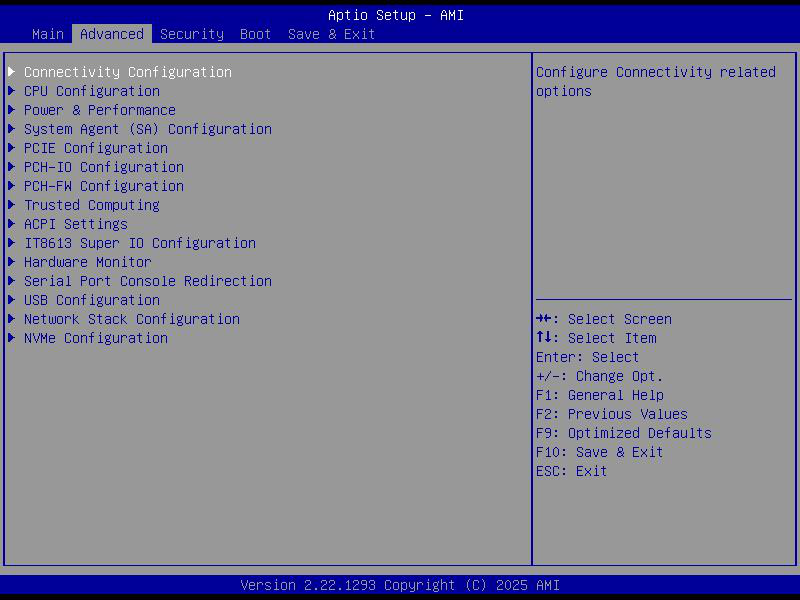 Aptio Setup - AMI
Main Advanced Security Boot Save & Exit
Connectivity Configuration
CPU Configuration
Power & Performance
System Agent (SA) Configuration
PCIE Configuration
PCH-IO Configuration
PCH-FW Configuration
Trusted Computing
ACPI Settings
IT8613 Super IO Configuration
Hardware Monitor
Serial Port Console Redirection
USB Configuration
Network Stack Configuration
NVMe Configuration
Configure Connectivity related
options
→←: Select Screen
↑↓: Select Item
Enter: Select
+/-: Change Opt.
F1: General Help
F2: Previous Values
F9: Optimized Defaults
F10: Save & Exit
ESC: Exit
Version 2.22.1293 Copyright (C) 2025 AMI